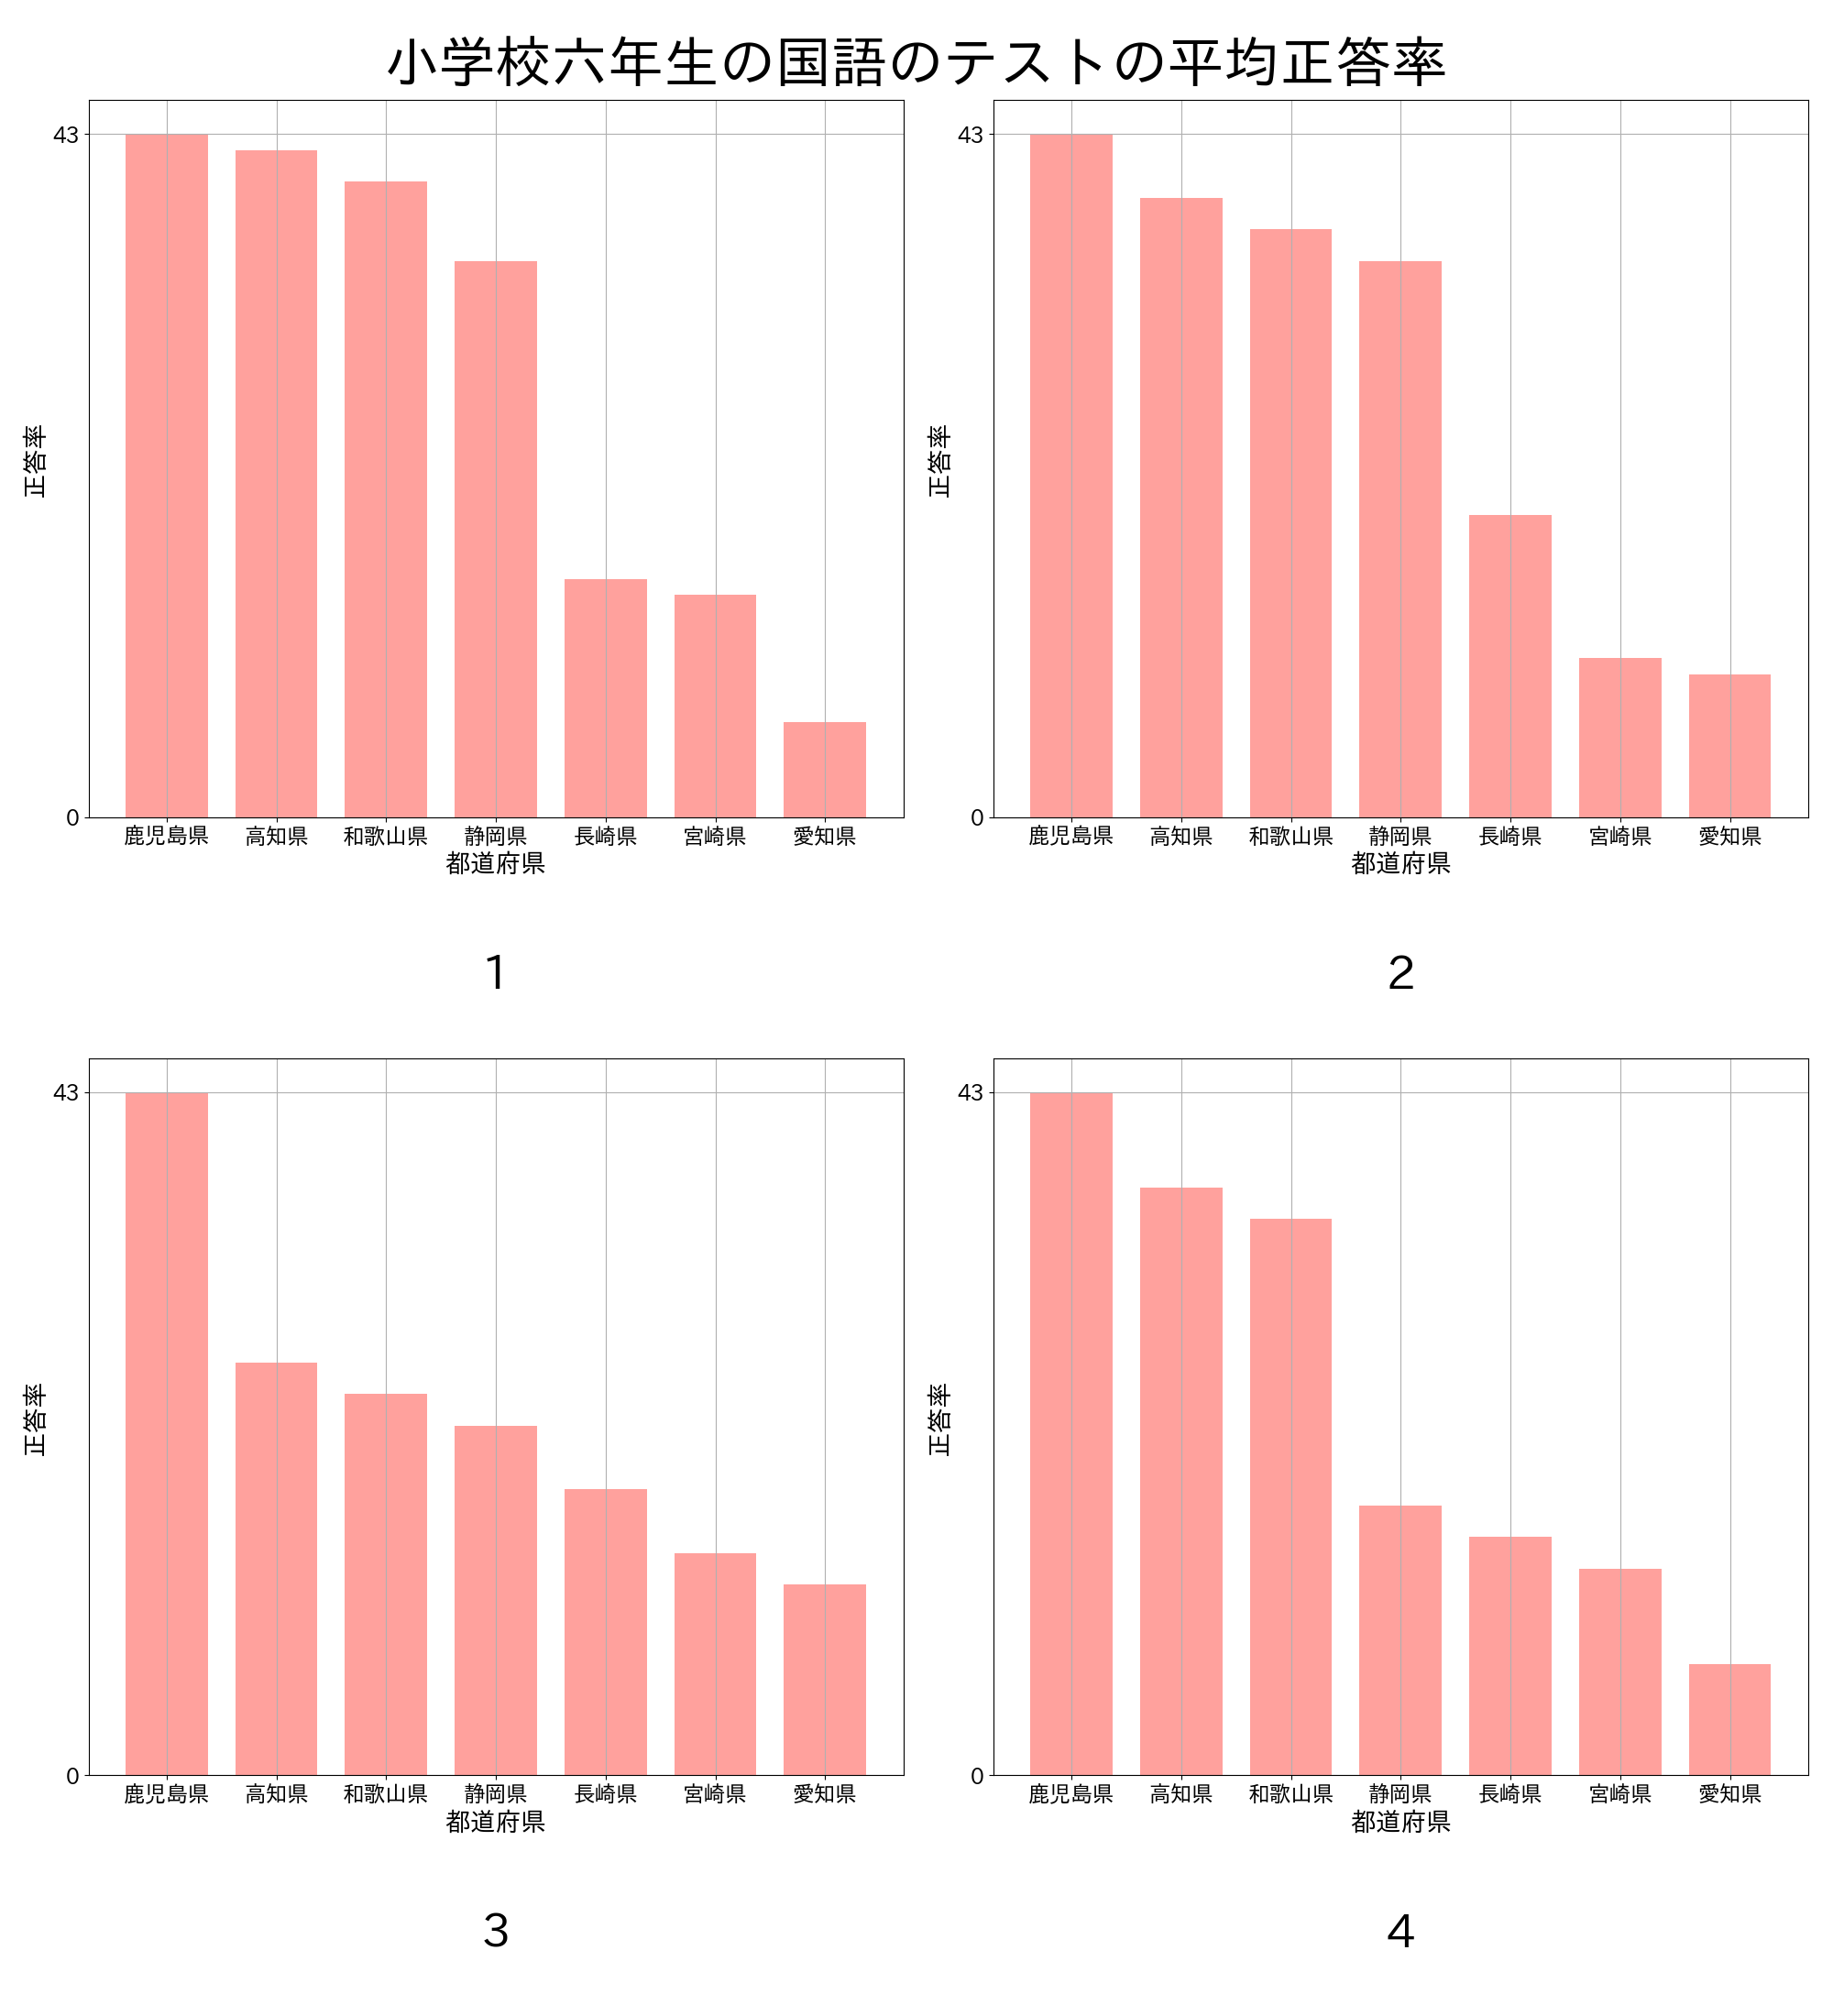 小学校六年生の国語のテストの平均正答率
43
0
正答率
鹿児島県 高知県 和歌山県 静岡県 長崎県 宮崎県 愛知県
都道府県
1
43
0
正答率
鹿児島県 高知県 和歌山県 静岡県 長崎県 宮崎県 愛知県
都道府県
2
43
0
正答率
鹿児島県 高知県 和歌山県 静岡県 長崎県 宮崎県 愛知県
都道府県
3
43
0
正答率
鹿児島県 高知県 和歌山県 静岡県 長崎県 宮崎県 愛知県
都道府県
4